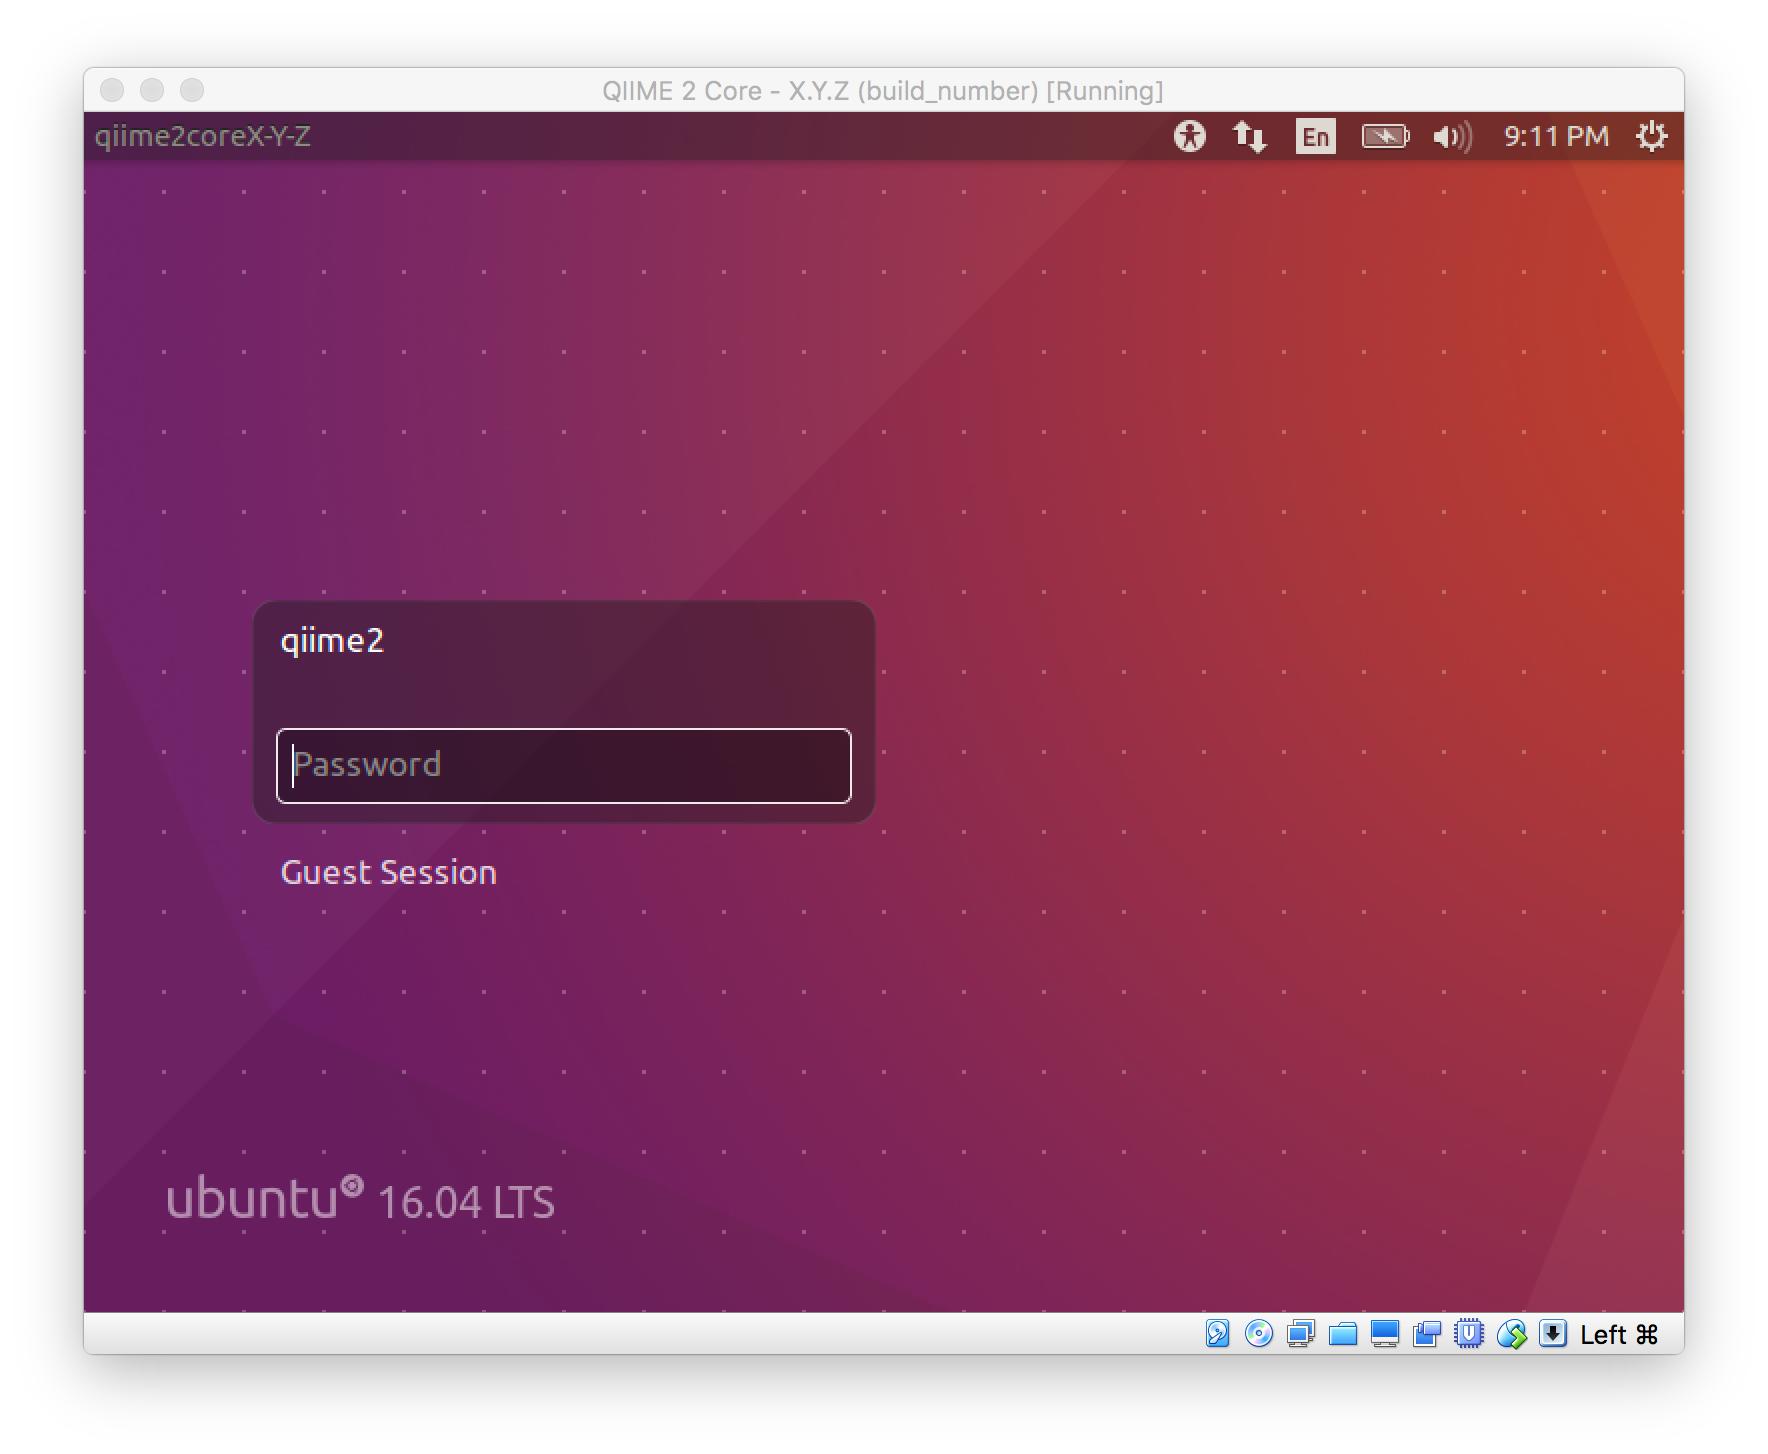 QIIME 2 Core - X.Y.Z (build_number) [Running]
qiime2coreX-Y-Z
En
9:11 PM
qiime2
Password
Guest Session
ubuntu 16.04 LTS
Left ⌘